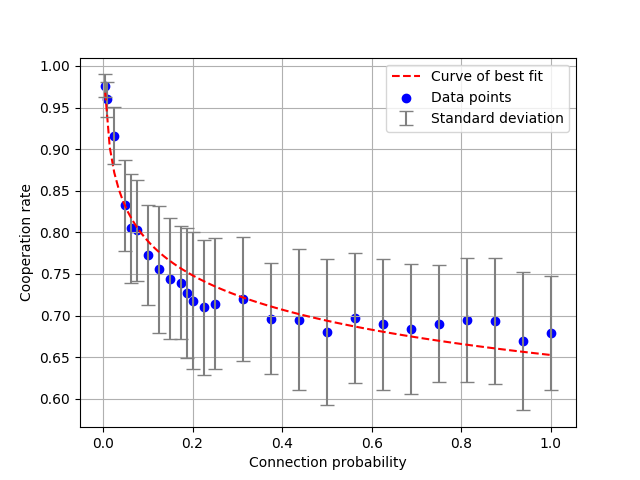 1.00
0.95
0.90
0.85
0.80
0.75
0.70
0.65
0.60
Cooperation rate
Curve of best fit
Data points
Standard deviation
0.0 0.2 0.4 0.6 0.8 1.0
Connection probability